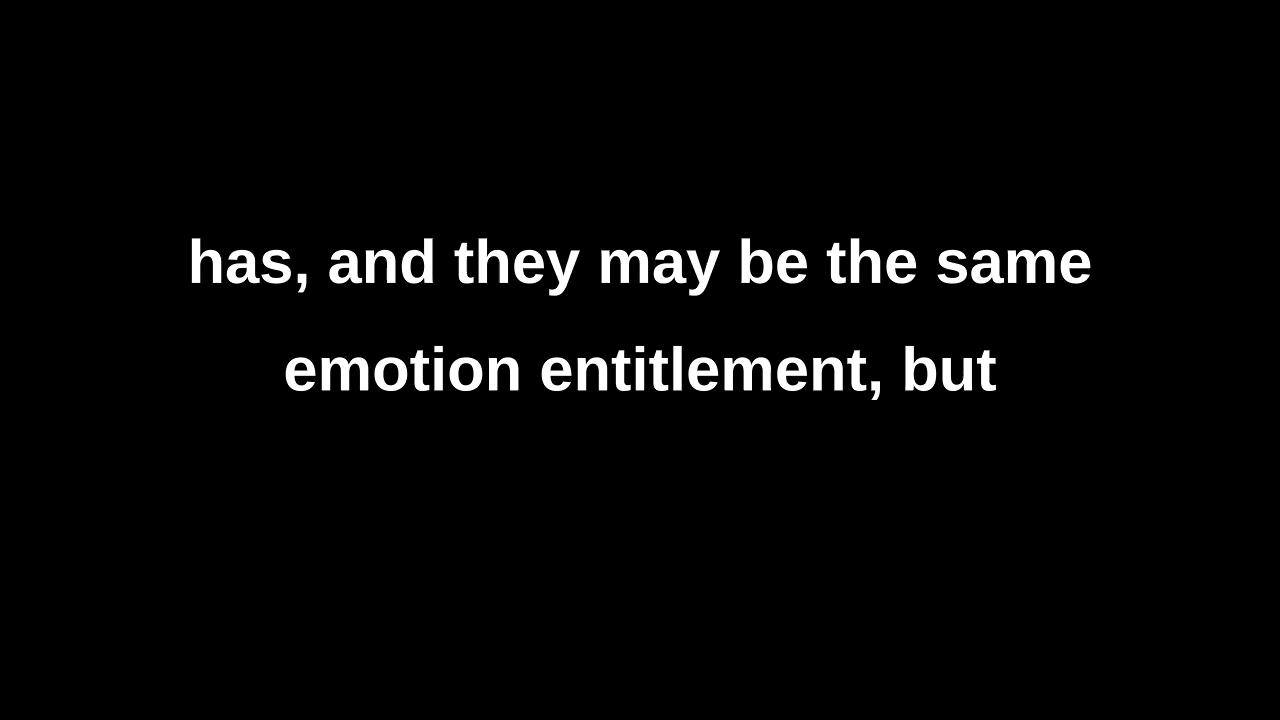 has, and they may be the same
emotion entitlement, but